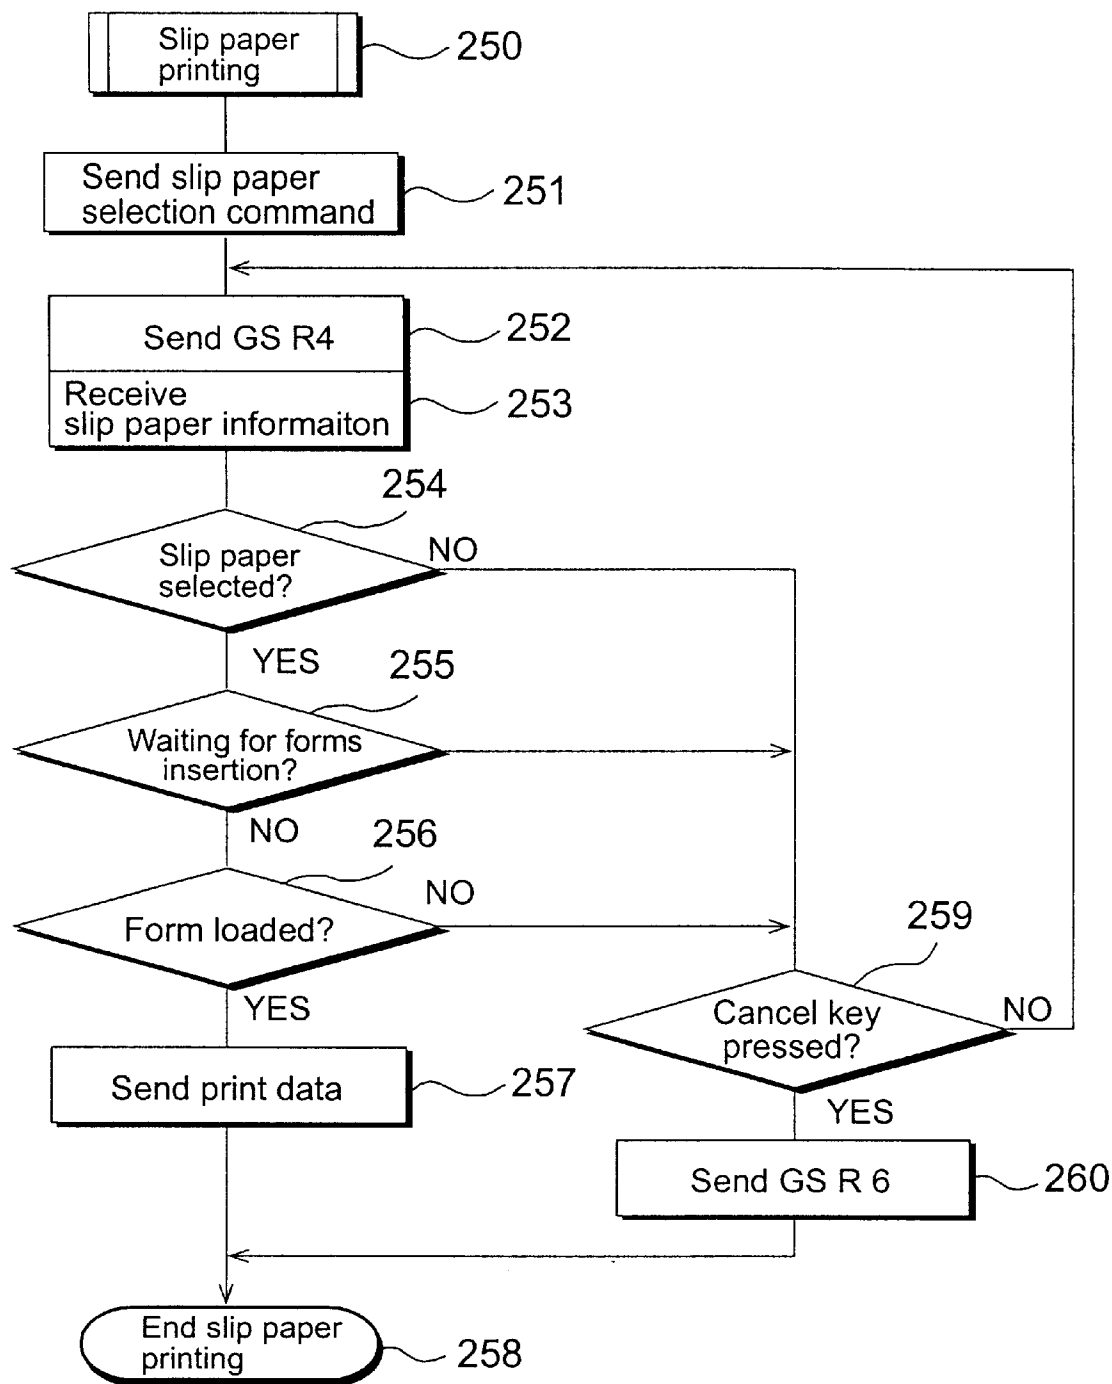 Slip paper
printing
250
Send slip paper
selection command
251
Send GS R4
252
Receive
slip paper informaiton
253
254
Slip paper
selected?
NO
YES
255
Waiting for forms
insertion?
NO
256
Form loaded?
NO
YES
259
Cancel key
pressed?
NO
YES
Send print data
257
Send GS R 6
260
End slip paper
printing
258